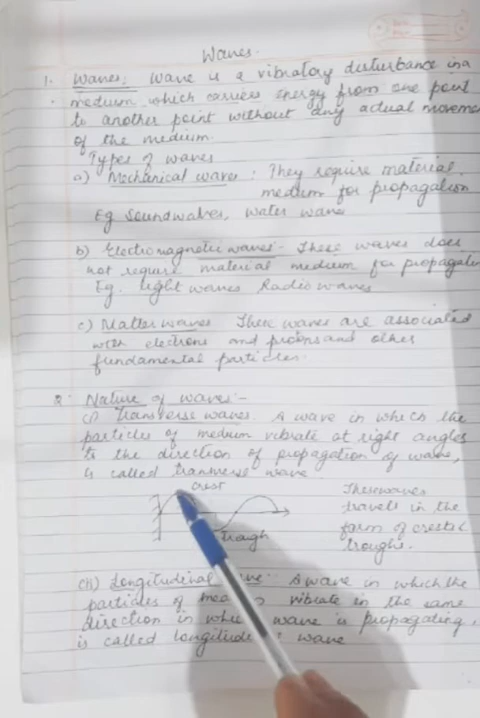 Waves.
1. Waves: Wave is a vibratory disturbance in a
medium which carries energy from one point
to another point without any actual movemen
of the medium.
Types of waves
a) Mechanical waves : They require material
medium for propagation
Eg Soundwaves, water wave
b) Electromagnetic waves - These waves does
not require material medium for propagatio
Eg. light waves Radio waves
c) Matter waves These waves are associated
with electrons and protons and other
fundamental particles.
2. Nature of waves:-
(i) Transverse waves. A wave in which the
particles of medium vibrate at right angles
to the direction of propagation of wave,
is called transverse wave.
crest
Trough
These waves
travels in the
form of crest &
troughs.
(ii) Longitudinal A wave in which the
particles of vibrate in the same
direction in wave is propagating,
is called wave